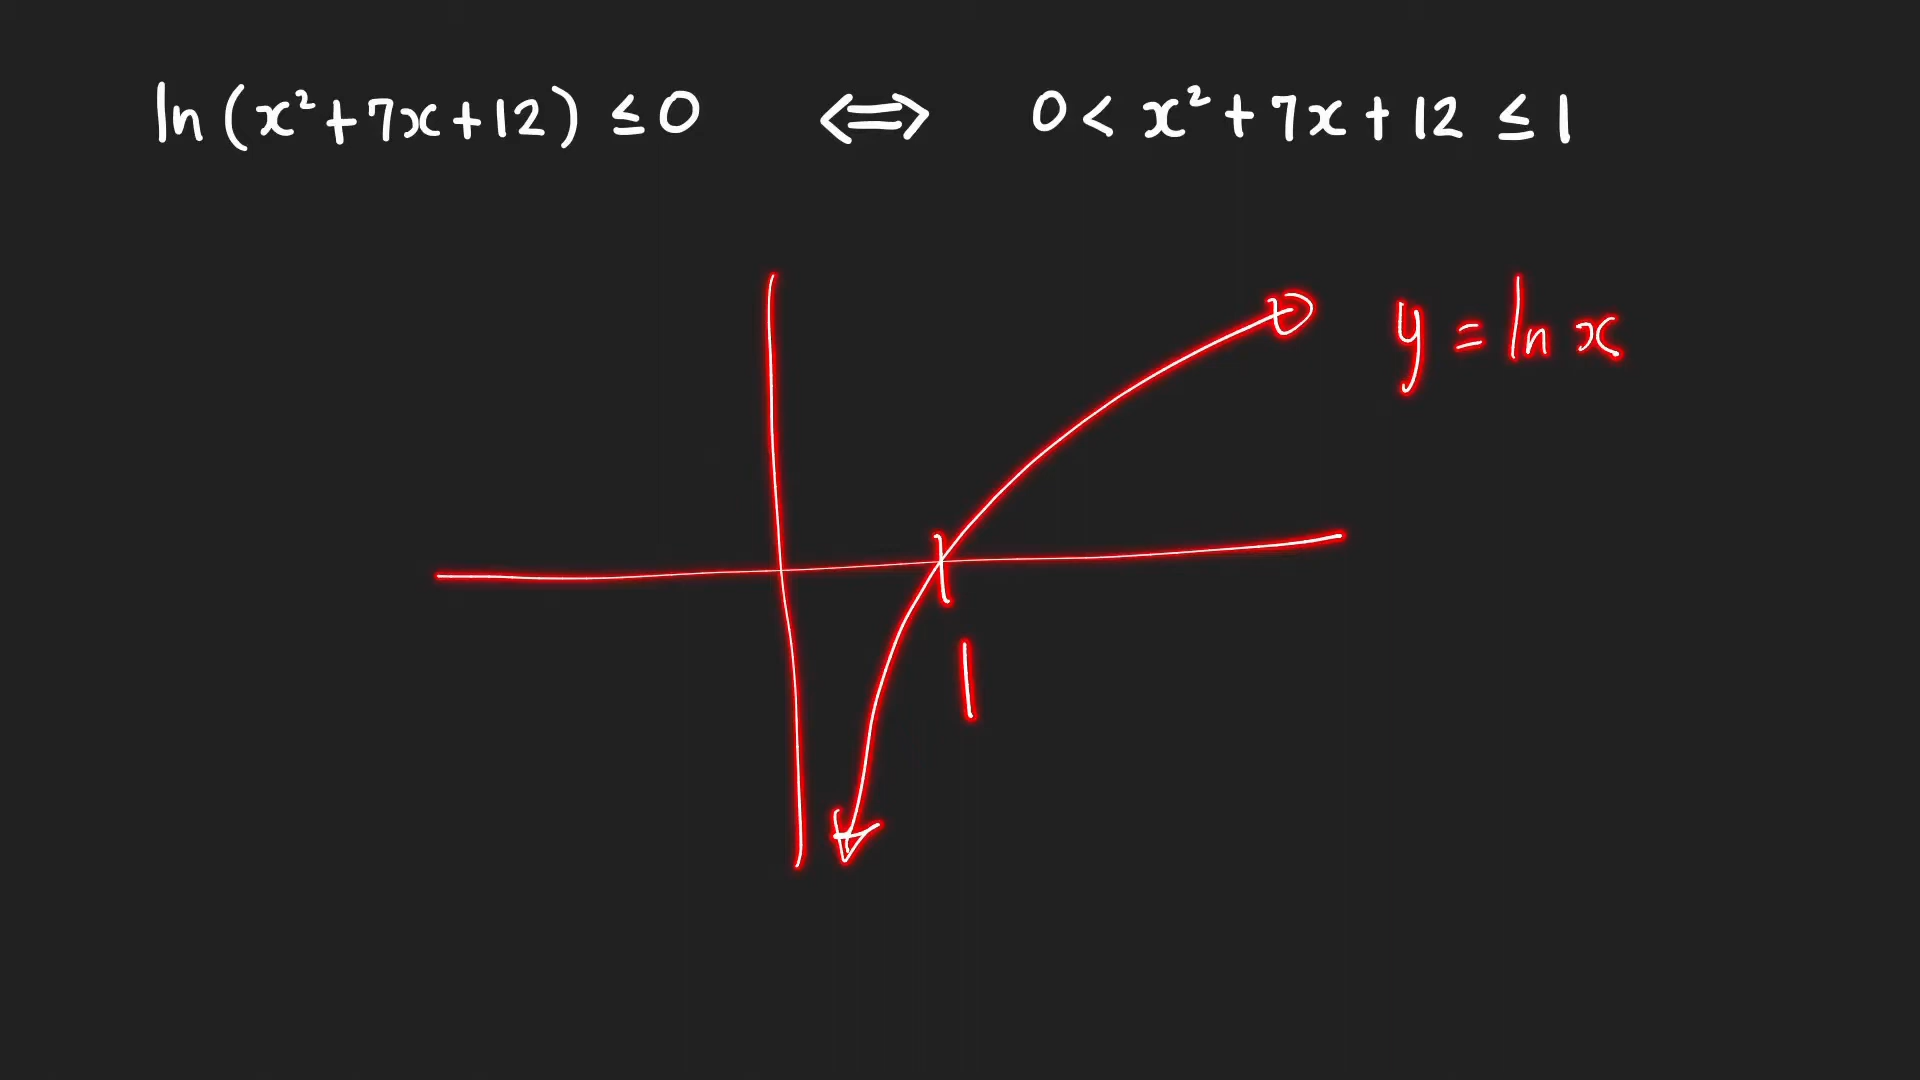 ln(x²+7x+12) ≤ 0 ⟺ 0 < x²+7x+12 ≤ 1
y = ln x
1